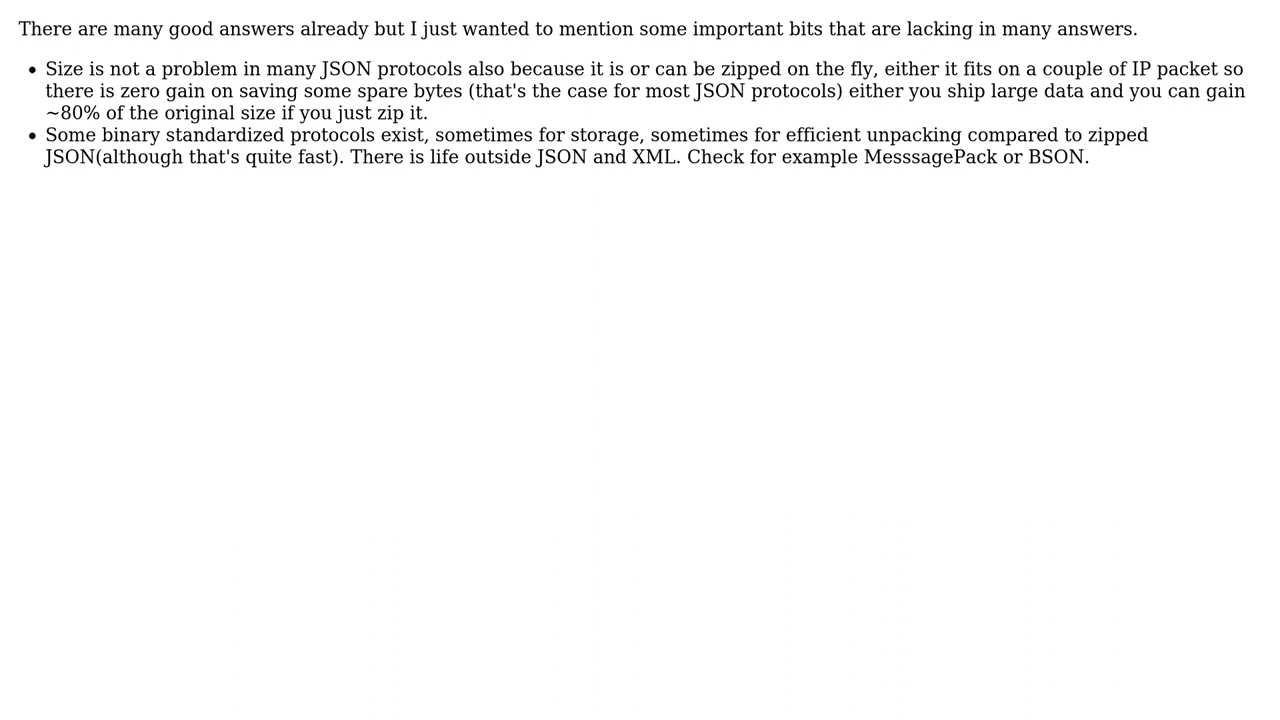 There are many good answers already but I just wanted to mention some important bits that are lacking in many answers.
• Size is not a problem in many JSON protocols also because it is or can be zipped on the fly, either it fits on a couple of IP packet so
there is zero gain on saving some spare bytes (that's the case for most JSON protocols) either you ship large data and you can gain
~80% of the original size if you just zip it.
• Some binary standardized protocols exist, sometimes for storage, sometimes for efficient unpacking compared to zipped
JSON(although that's quite fast). There is life outside JSON and XML. Check for example MesssagePack or BSON.